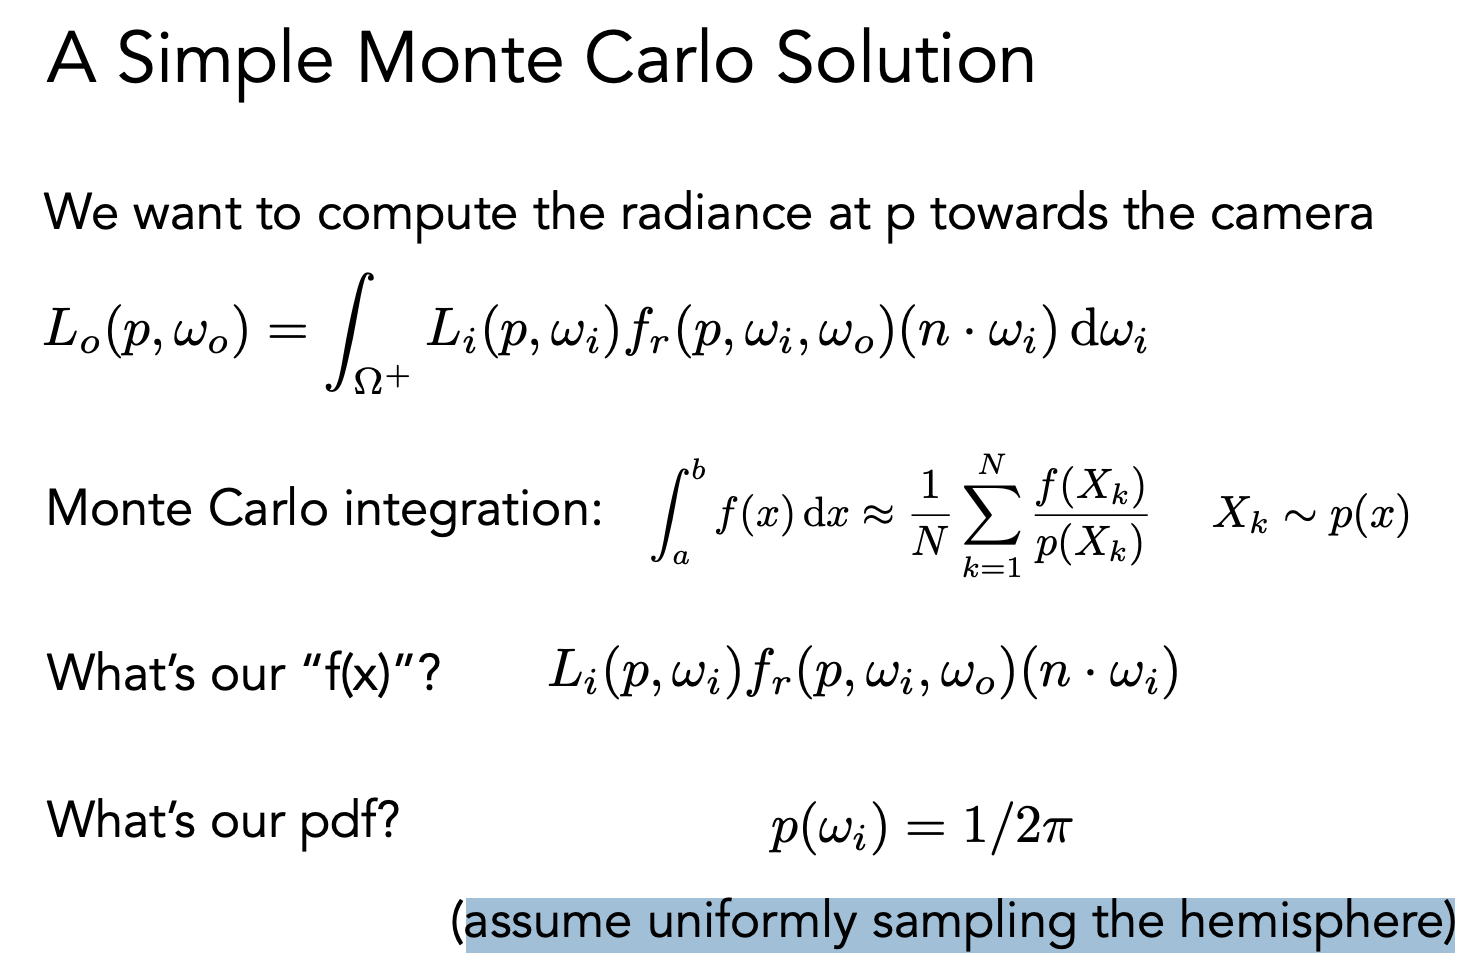 A Simple Monte Carlo Solution
We want to compute the radiance at p towards the camera
$L_o(p, \omega_o) = \int_{\Omega^+} L_i(p, \omega_i) f_r(p, \omega_i, \omega_o)(n \cdot \omega_i) \, \mathrm{d}\omega_i$
Monte Carlo integration: $\int_a^b f(x) \, \mathrm{d}x \approx \frac{1}{N} \sum_{k=1}^{N} \frac{f(X_k)}{p(X_k)} \quad X_k \sim p(x)$
What’s our “f(x)”? $L_i(p, \omega_i) f_r(p, \omega_i, \omega_o)(n \cdot \omega_i)$
What’s our pdf? $p(\omega_i) = 1/2\pi$
(assume uniformly sampling the hemisphere)